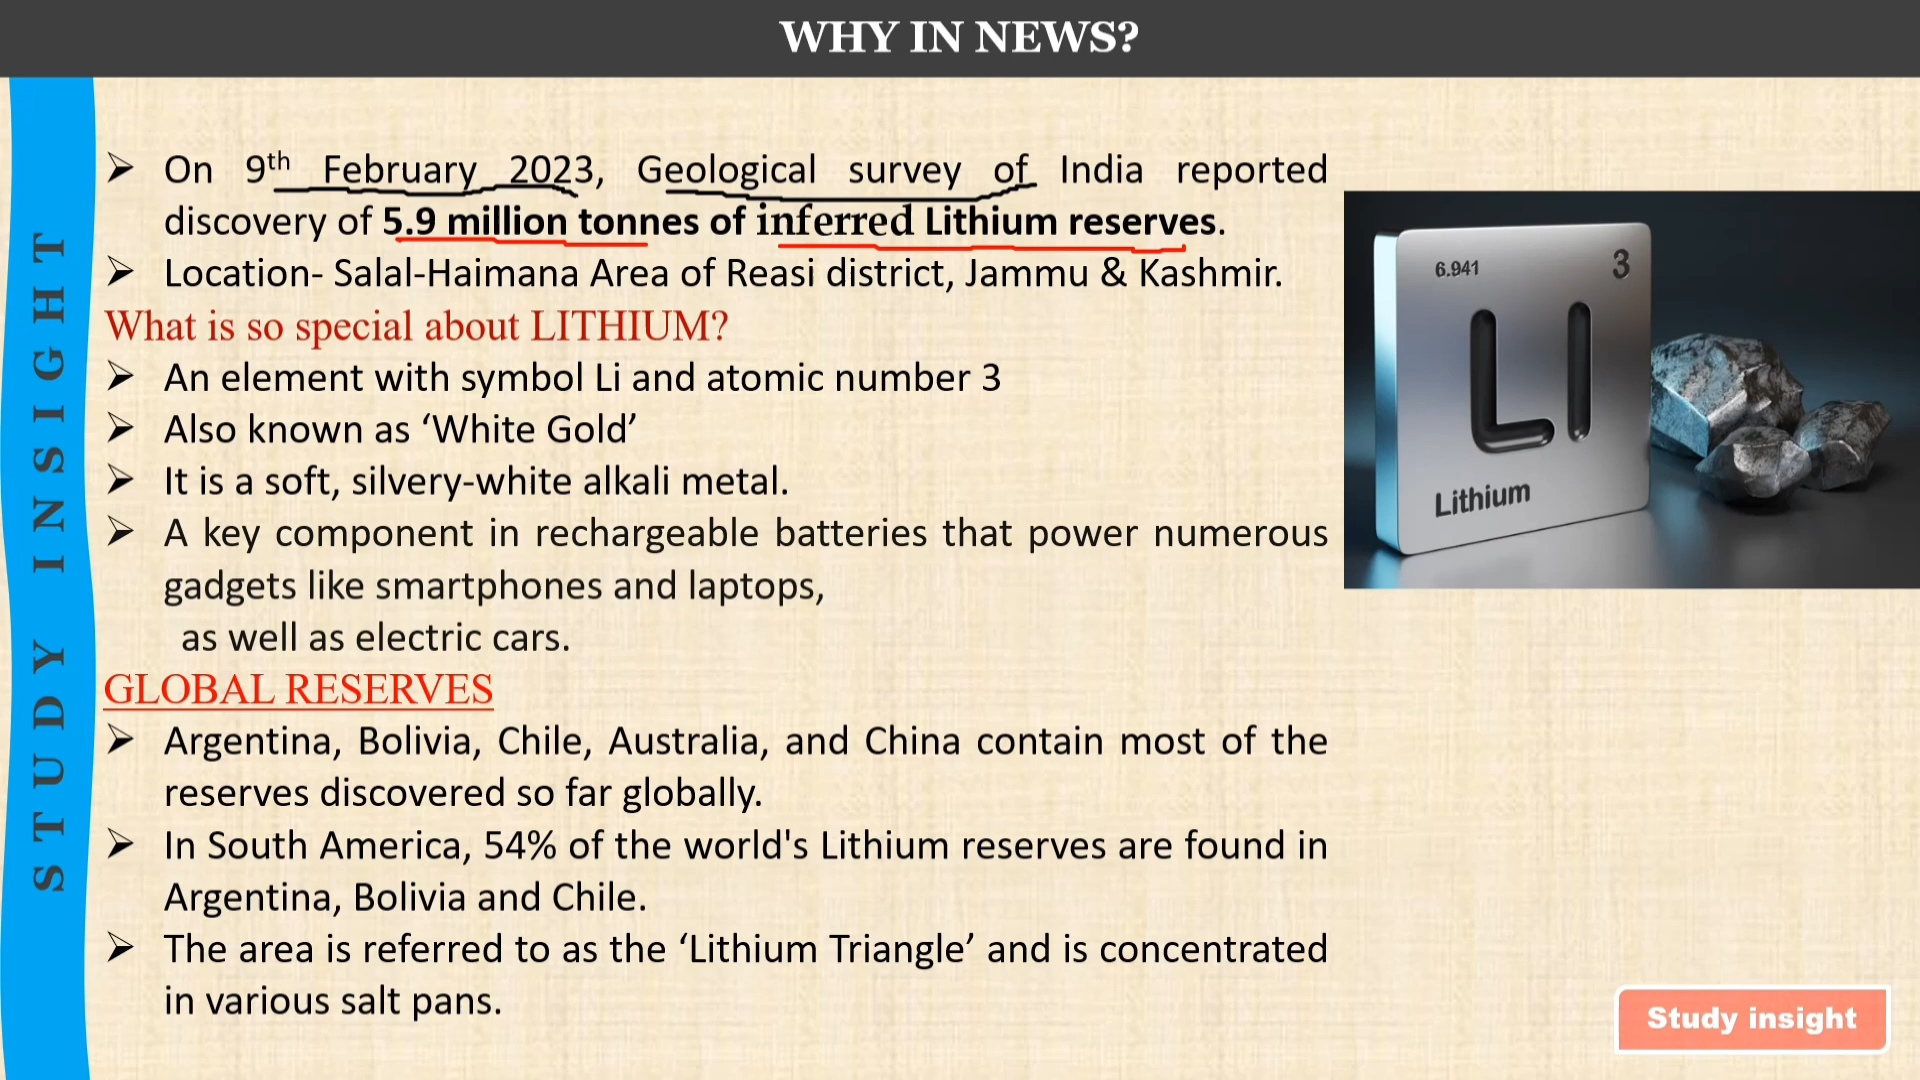 WHY IN NEWS?
STUDY INSIGHT
➢ On 9th February 2023, Geological survey of India reported
discovery of 5.9 million tonnes of inferred Lithium reserves.
➢ Location- Salal-Haimana Area of Reasi district, Jammu & Kashmir.
What is so special about LITHIUM?
➢ An element with symbol Li and atomic number 3
➢ Also known as ‘White Gold’
➢ It is a soft, silvery-white alkali metal.
➢ A key component in rechargeable batteries that power numerous
gadgets like smartphones and laptops,
as well as electric cars.
GLOBAL RESERVES
➢ Argentina, Bolivia, Chile, Australia, and China contain most of the
reserves discovered so far globally.
➢ In South America, 54% of the world's Lithium reserves are found in
Argentina, Bolivia and Chile.
➢ The area is referred to as the ‘Lithium Triangle’ and is concentrated
in various salt pans.
6.941 3
LI
Lithium
Study insight